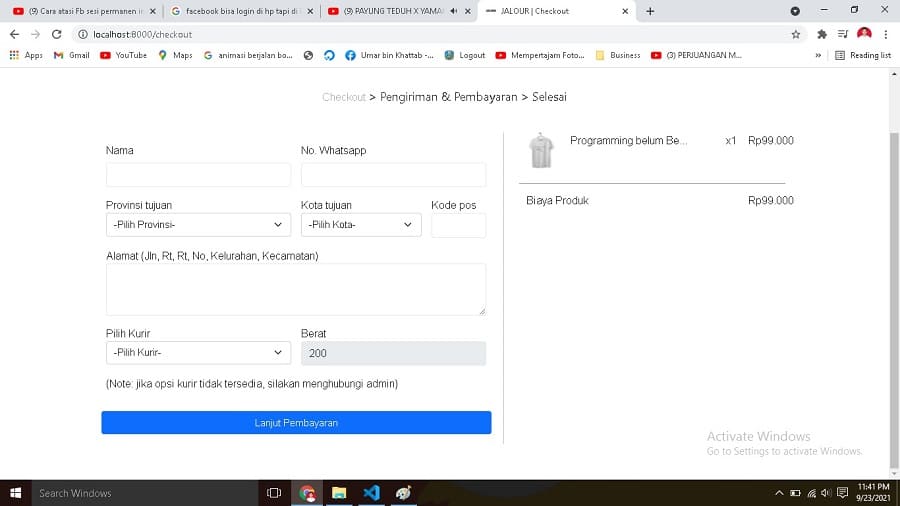 (9) Cara atasi Fb sesi permanen i
facebook bisa login di hp tapi di
(9) PAYUNG TEDUH X YAMA
JALOUR | Checkout
localhost:8000/checkout
Apps
Gmail
YouTube
Maps
animasi berjalan bo...
Umar bin Khattab -...
Logout
Mempertajam Foto...
Business
(3) PERJUANGAN M...
»
Reading list
Checkout > Pengiriman & Pembayaran > Selesai
Nama
No. Whatsapp
Provinsi tujuan
Kota tujuan
Kode pos
-Pilih Provinsi-
-Pilih Kota-
Alamat (Jln, Rt, Rt, No, Kelurahan, Kecamatan)
Pilih Kurir
Berat
-Pilih Kurir-
200
(Note: jika opsi kurir tidak tersedia, silakan menghubungi admin)
Lanjut Pembayaran
Programming belum Be... x1 Rp99.000
Biaya Produk Rp99.000
Activate Windows
Go to Settings to activate Windows.
Search Windows
11:41 PM
9/23/2021